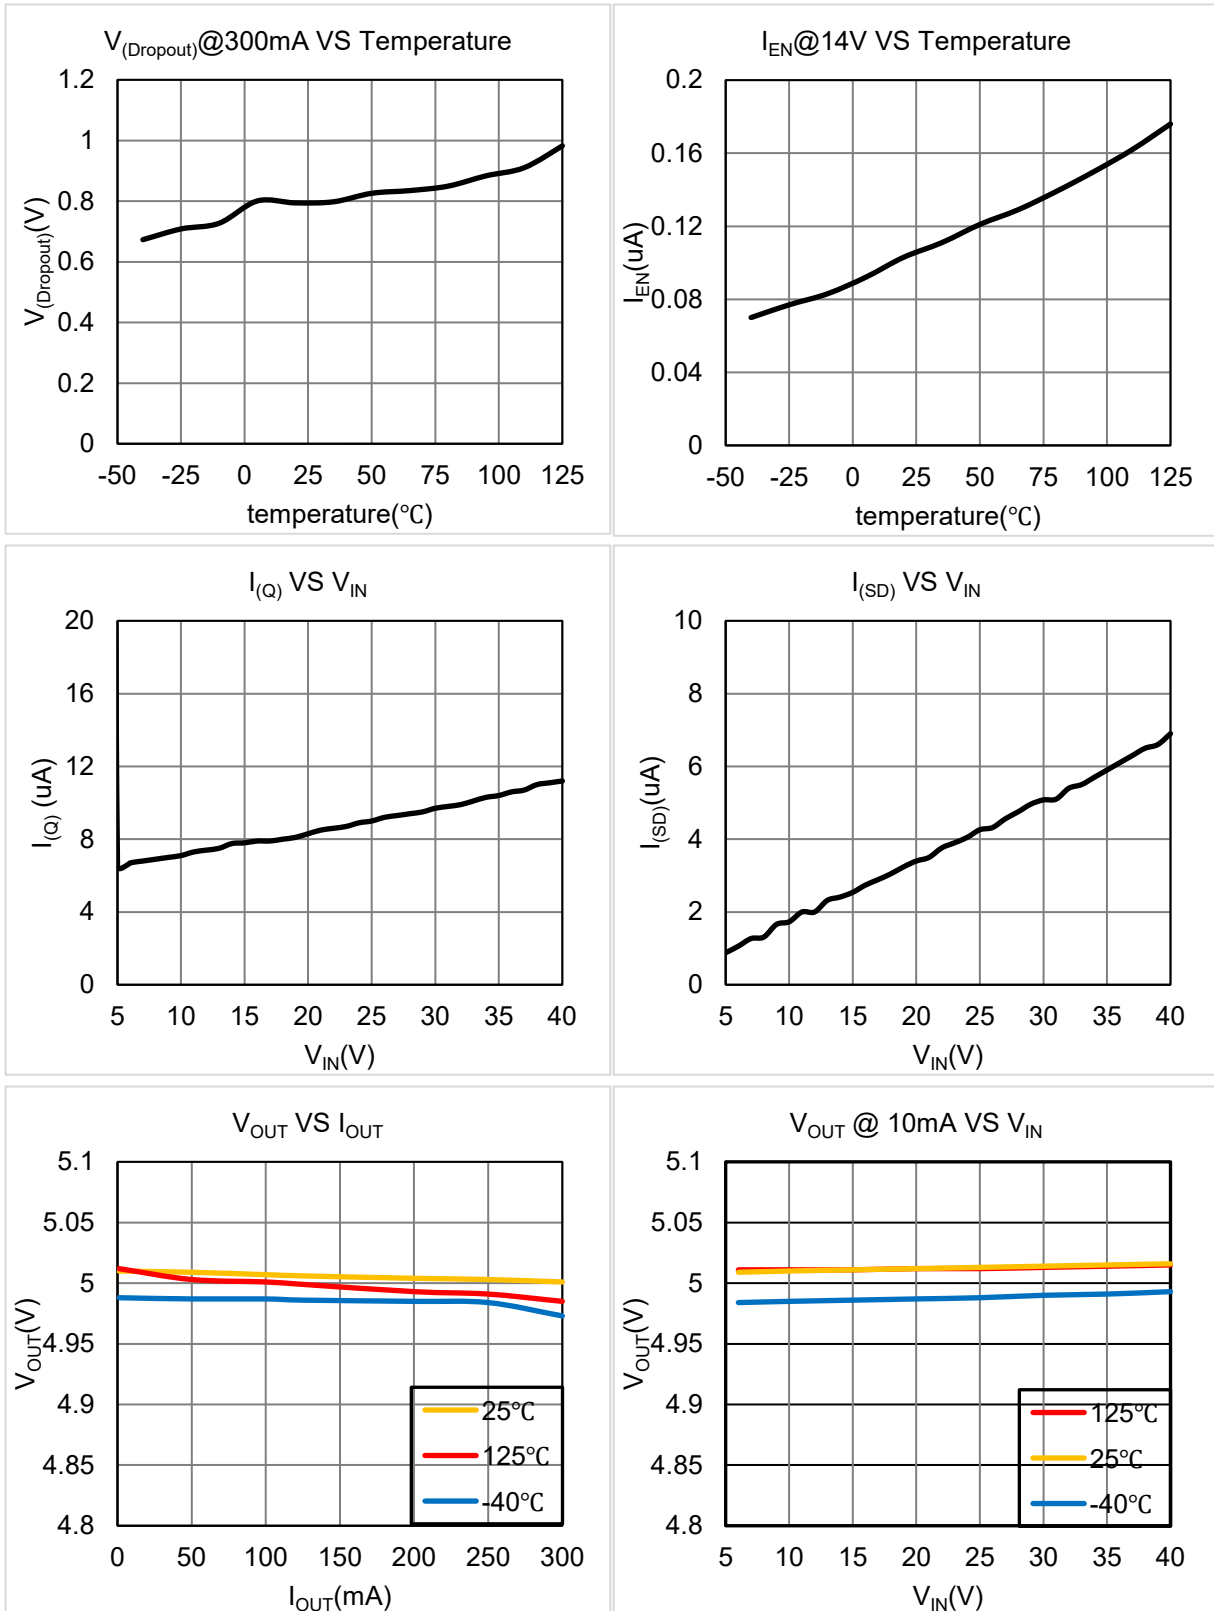 V(Dropout)@300mA VS Temperature
1.2
1
0.8
0.6
0.4
0.2
0
V(Dropout)(V)
-50 -25 0 25 50 75 100 125
temperature(℃)
IEN@14V VS Temperature
0.2
0.16
0.12
0.08
0.04
0
IEN(uA)
-50 -25 0 25 50 75 100 125
temperature(℃)
I(Q) VS VIN
20
16
12
8
4
0
I(Q) (uA)
5 10 15 20 25 30 35 40
VIN(V)
I(SD) VS VIN
10
8
6
4
2
0
I(SD)(uA)
5 10 15 20 25 30 35 40
VIN(V)
VOUT VS IOUT
5.1
5.05
5
4.95
4.9
4.85
4.8
VOUT(V)
25℃
125℃
-40℃
0 50 100 150 200 250 300
IOUT(mA)
VOUT @ 10mA VS VIN
5.1
5.05
5
4.95
4.9
4.85
4.8
VOUT(V)
125℃
25℃
-40℃
5 10 15 20 25 30 35 40
VIN(V)